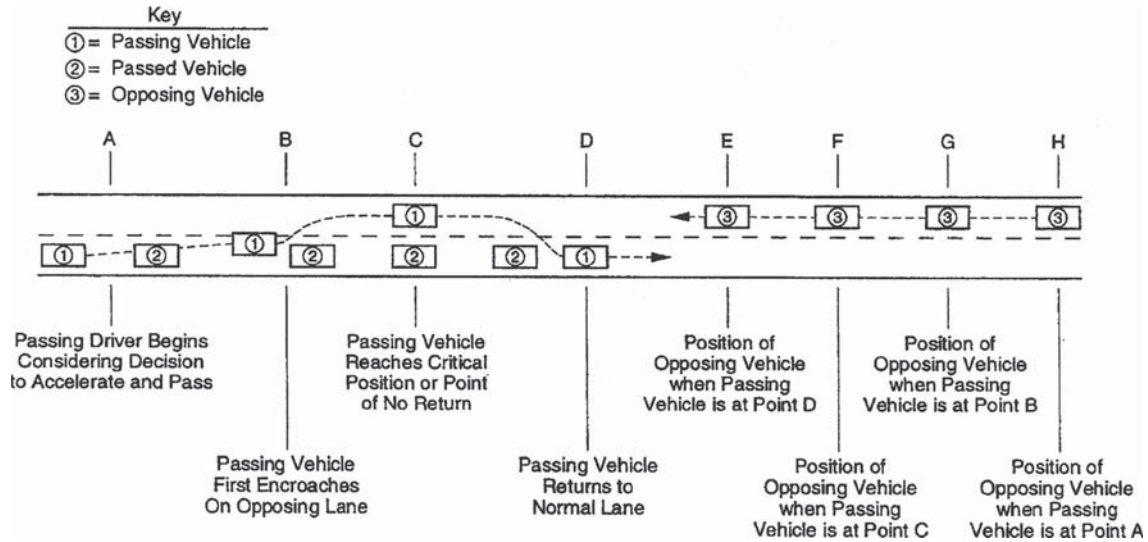 Key
①= Passing Vehicle
②= Passed Vehicle
③= Opposing Vehicle
A B C D E F G H
① ③ ③ ③ ③
① ② ① ② ② ② ①
Passing Driver Begins
Considering Decision
to Accelerate and Pass
Passing Vehicle
Reaches Critical
Position or Point
of No Return
Position of
Opposing Vehicle
when Passing
Vehicle is at Point D
Position of
Opposing Vehicle
when Passing
Vehicle is at Point B
Passing Vehicle
First Encroaches
On Opposing Lane
Passing Vehicle
Returns to
Normal Lane
Position of
Opposing Vehicle
when Passing
Vehicle is at Point C
Position of
Opposing Vehicle
when Passing
Vehicle is at Point A